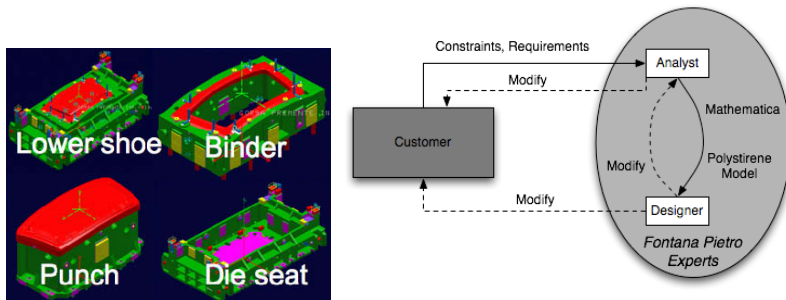 Lower shoe
Binder
Punch
Die seat
Constraints, Requirements
Modify
Customer
Analyst
Mathematica
Polystirene
Model
Modify
Modify
Designer
Fontana Pietro
Experts